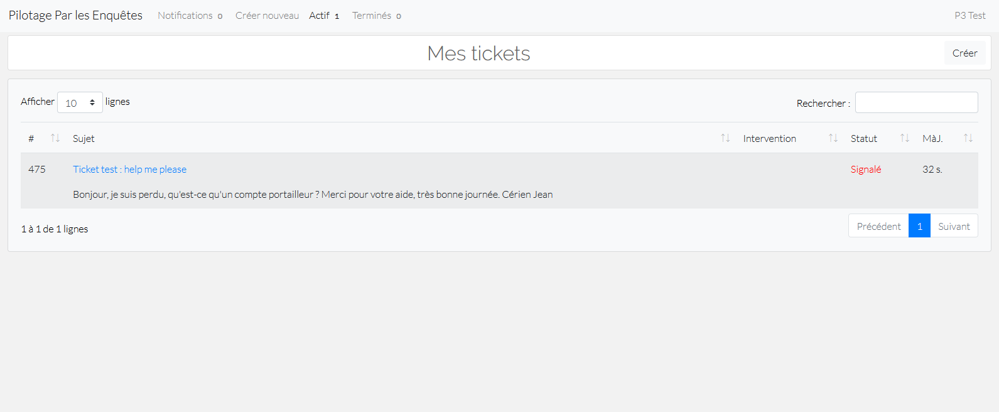 Pilotage Par les Enquêtes Notifications 0 Créer nouveau Actif 1 Terminés 0 P3 Test
Mes tickets Créer
Afficher 10 lignes Rechercher :
# Sujet Intervention Statut MàJ.
475 Ticket test : help me please Signalé 32 s.
Bonjour, je suis perdu, qu'est-ce qu'un compte portailleur ? Merci pour votre aide, très bonne journée. Cérien Jean
1 à 1 de 1 lignes Précédent 1 Suivant